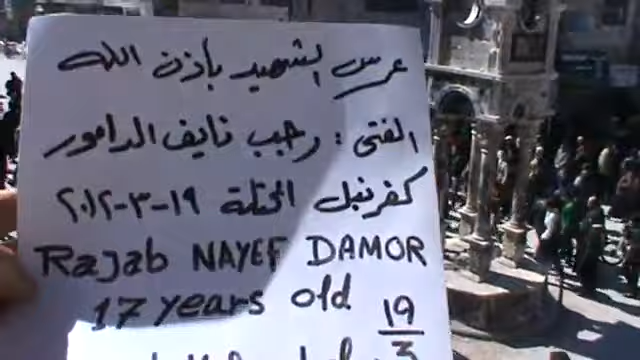 عرس الشهيد بأذن الله
الفتى : رجب نايف الدامور
كفرنبل المحتلة ١٩-٣-٢٠١٢
Rajab NAYEF DAMOR
17 years old 19
3